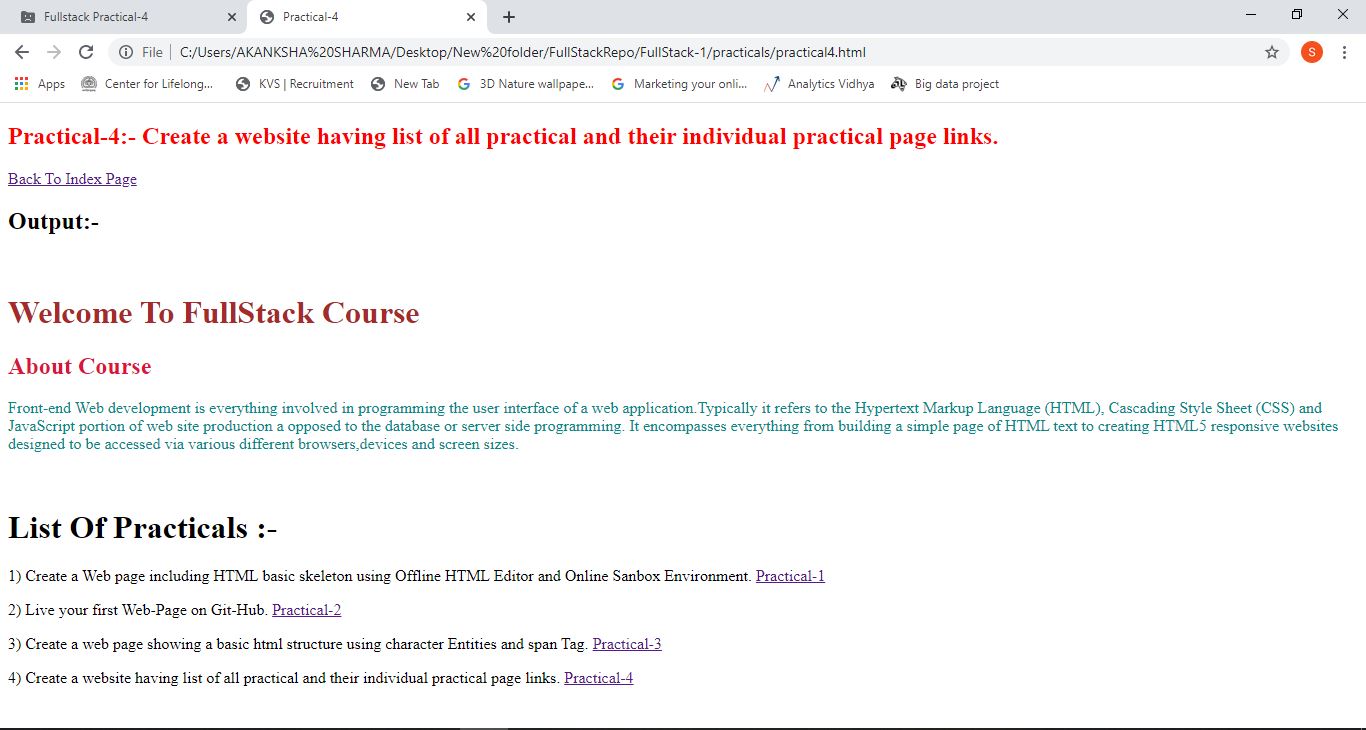 Fullstack Practical-4
Practical-4
File
C:/Users/AKANKSHA%20SHARMA/Desktop/New%20folder/FullStackRepo/FullStack-1/practicals/practical4.html
S
Apps
Center for Lifelong...
KVS | Recruitment
New Tab
3D Nature wallpape...
Marketing your onli...
Analytics Vidhya
Big data project
Practical-4:- Create a website having list of all practical and their individual practical page links.
Back To Index Page
Output:-
Welcome To FullStack Course
About Course
Front-end Web development is everything involved in programming the user interface of a web application.Typically it refers to the Hypertext Markup Language (HTML), Cascading Style Sheet (CSS) and
JavaScript portion of web site production a opposed to the database or server side programming. It encompasses everything from building a simple page of HTML text to creating HTML5 responsive websites
designed to be accessed via various different browsers,devices and screen sizes.
List Of Practicals :-
1) Create a Web page including HTML basic skeleton using Offline HTML Editor and Online Sanbox Environment. Practical-1
2) Live your first Web-Page on Git-Hub. Practical-2
3) Create a web page showing a basic html structure using character Entities and span Tag. Practical-3
4) Create a website having list of all practical and their individual practical page links. Practical-4